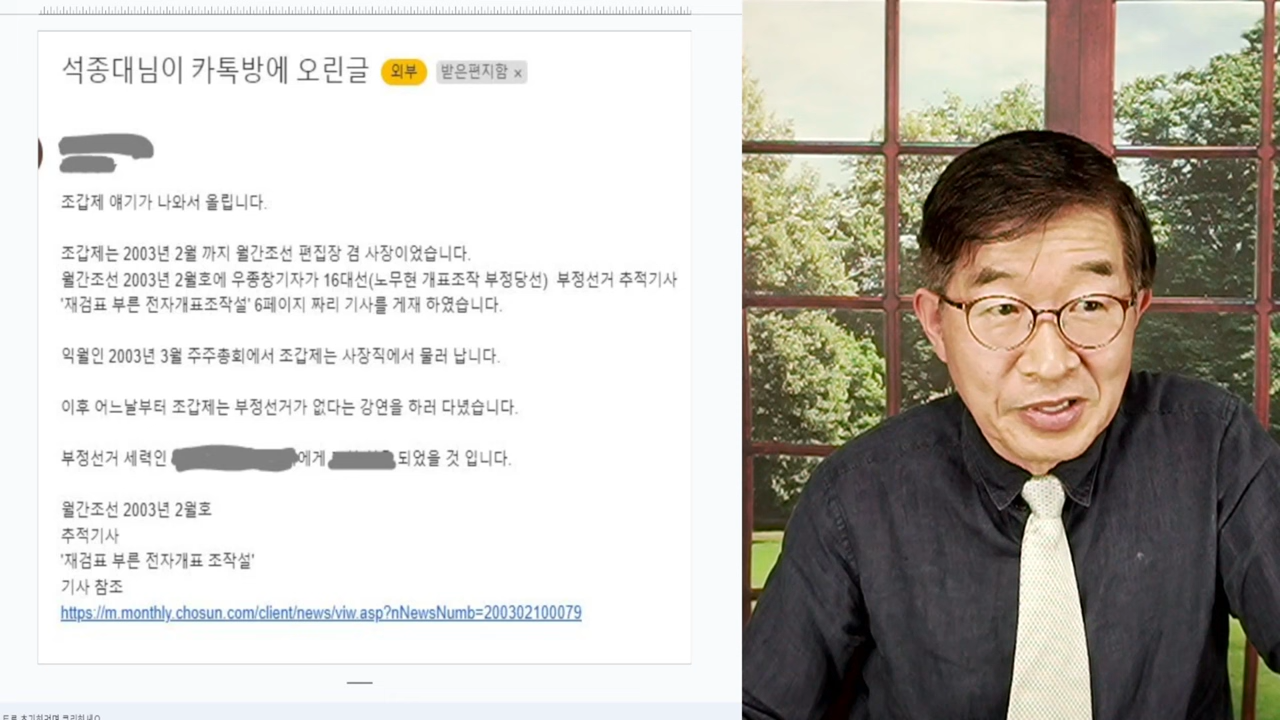 석종대님이 카톡방에 오린글 외부 받은편지함 ×
조갑제 얘기가 나와서 올립니다.
조갑제는 2003년 2월 까지 월간조선 편집장 겸 사장이었습니다.
월간조선 2003년 2월호에 우종창기자가 16대선(노무현 개표조작 부정당선) 부정선거 추적기사
'재검표 부른 전자개표조작설' 6페이지 짜리 기사를 게재 하였습니다.
익월인 2003년 3월 주주총회에서 조갑제는 사장직에서 물러 납니다.
이후 어느날부터 조갑제는 부정선거가 없다는 강연을 하러 다녔습니다.
부정선거 세력인 에게 되었을 것 입니다.
월간조선 2003년 2월호
추적기사
'재검표 부른 전자개표 조작설'
기사 참조
https://m.monthly.chosun.com/client/news/viw.asp?nNewsNumb=200302100079